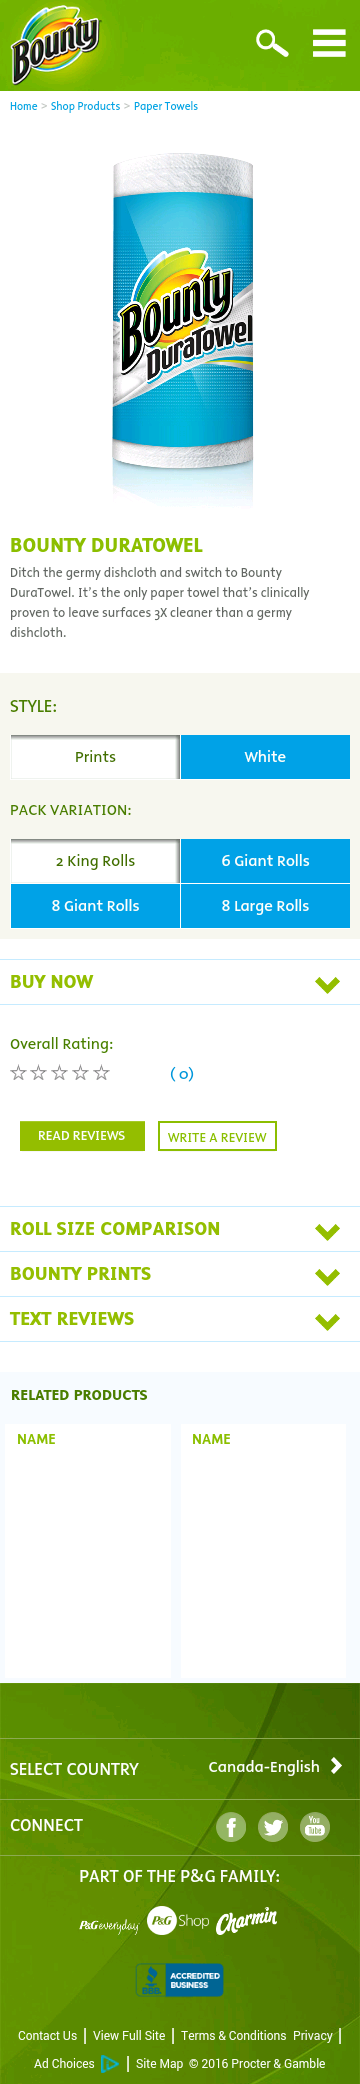 Bounty
Home > Shop Products > Paper Towels
Bounty
DuraTowel
BOUNTY DURATOWEL
Ditch the germy dishcloth and switch to Bounty
DuraTowel. It's the only paper towel that's clinically
proven to leave surfaces 3X cleaner than a germy
dishcloth.
STYLE:
Prints White
PACK VARIATION:
2 King Rolls 6 Giant Rolls
8 Giant Rolls 8 Large Rolls
BUY NOW
Overall Rating:
( 0)
READ REVIEWS WRITE A REVIEW
ROLL SIZE COMPARISON
BOUNTY PRINTS
TEXT REVIEWS
RELATED PRODUCTS
NAME NAME
SELECT COUNTRY Canada-English
CONNECT f You Tube
PART OF THE P&G FAMILY:
P&G everyday P&G Shop Charmin
BBB ACCREDITED
BUSINESS
Contact Us | View Full Site | Terms & Conditions Privacy |
Ad Choices | Site Map © 2016 Procter & Gamble